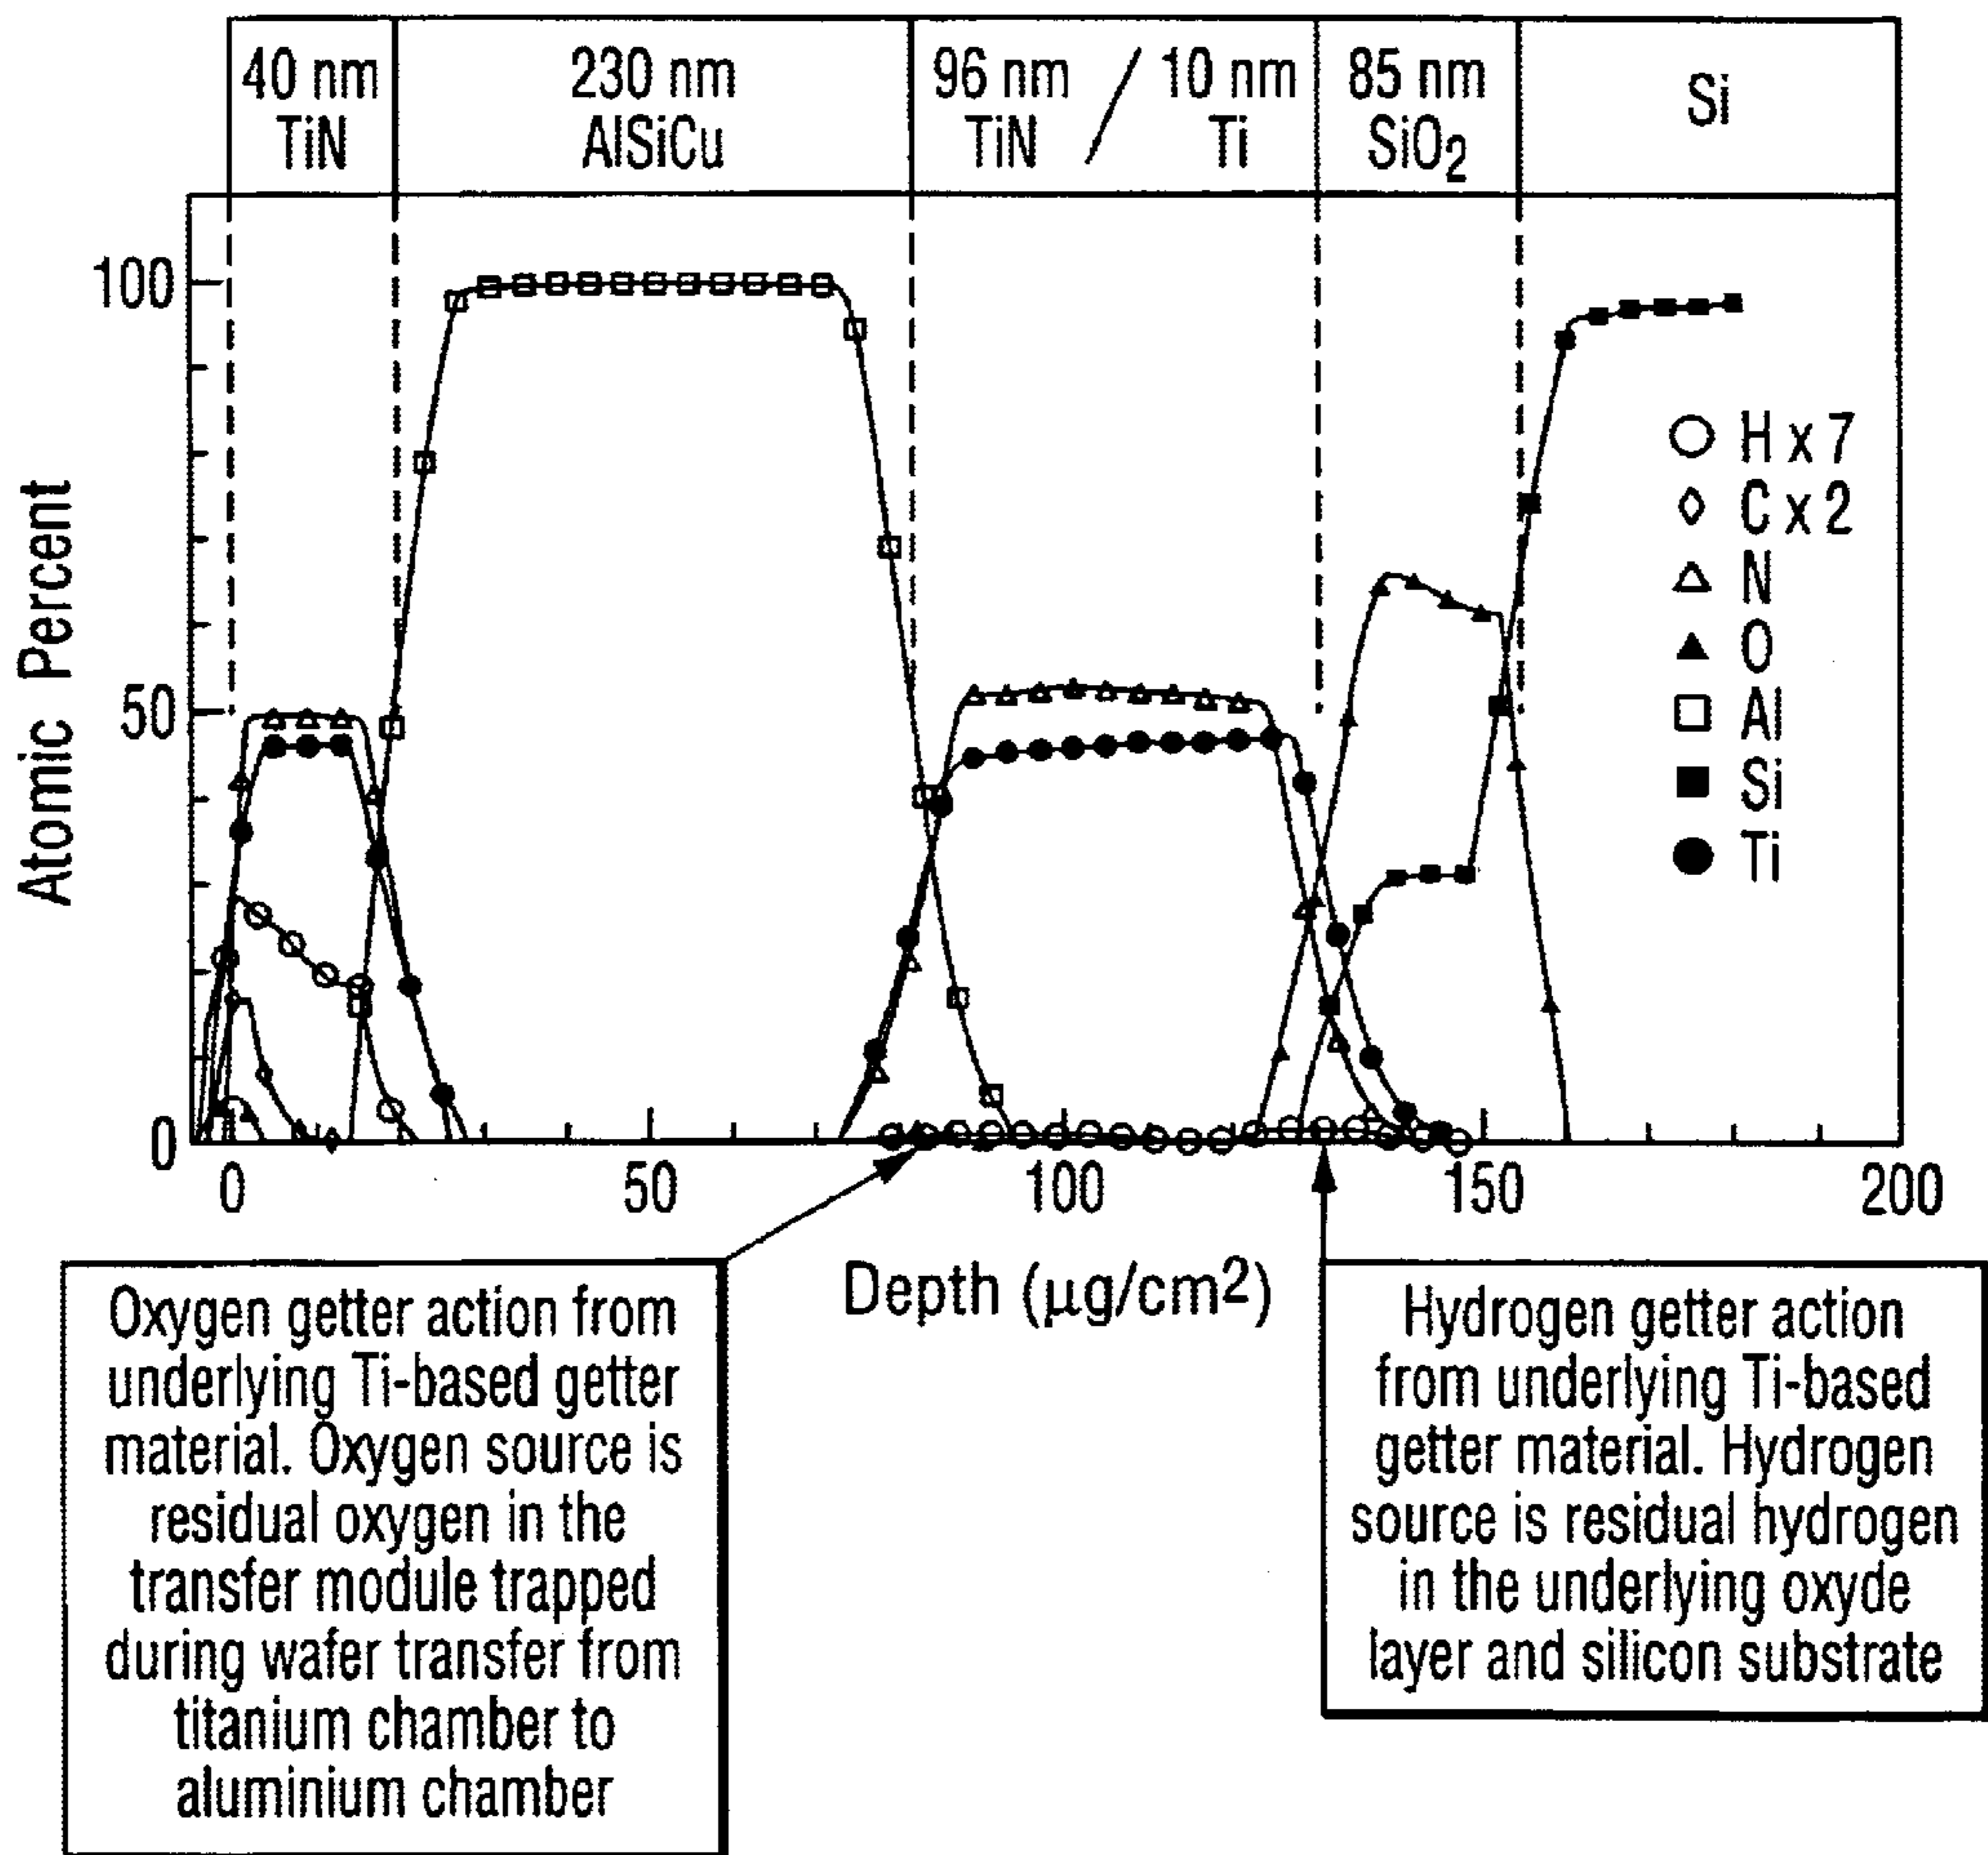 40 nm
TiN
230 nm
AlSiCu
96 nm / 10 nm
TiN / Ti
85 nm
SiO2
Si
100
50
0
Atomic Percent
H x 7
C x 2
N
O
Al
Si
Ti
0 50 100 150 200
Depth (µg/cm2)
Oxygen getter action from
underlying Ti-based getter
material. Oxygen source is
residual oxygen in the
transfer module trapped
during wafer transfer from
titanium chamber to
aluminium chamber
Hydrogen getter action
from underlying Ti-based
getter material. Hydrogen
source is residual hydrogen
in the underlying oxyde
layer and silicon substrate